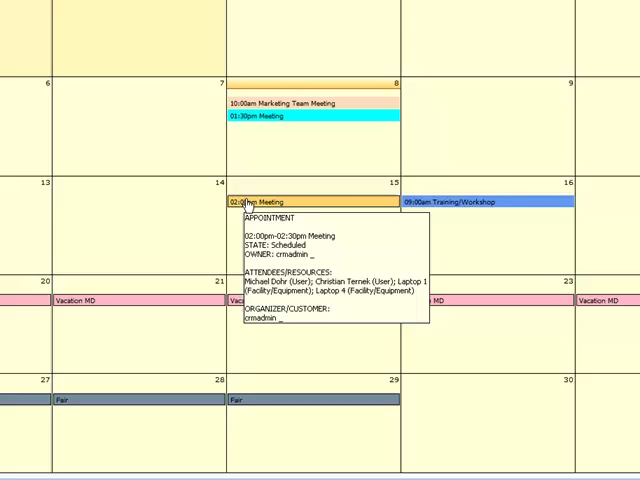 6
7
8
9
10:00am Marketing Team Meeting
01:30pm Meeting
13
14
15
16
Meeting
09:00am Training/Workshop
APPOINTMENT
02:00pm-02:30pm Meeting
STATE: Scheduled
OWNER: crmadmin _
ATTENDEES/RESOURCES:
Michael Dohr (User); Christian Ternek (User); Laptop 1
(Facility/Equipment); Laptop 4 (Facility/Equipment)
ORGANIZER/CUSTOMER:
crmadmin _
20
21
23
Vacation MD
Vacation MD
MD
Vacation MD
27
28
29
30
Fair
Fair